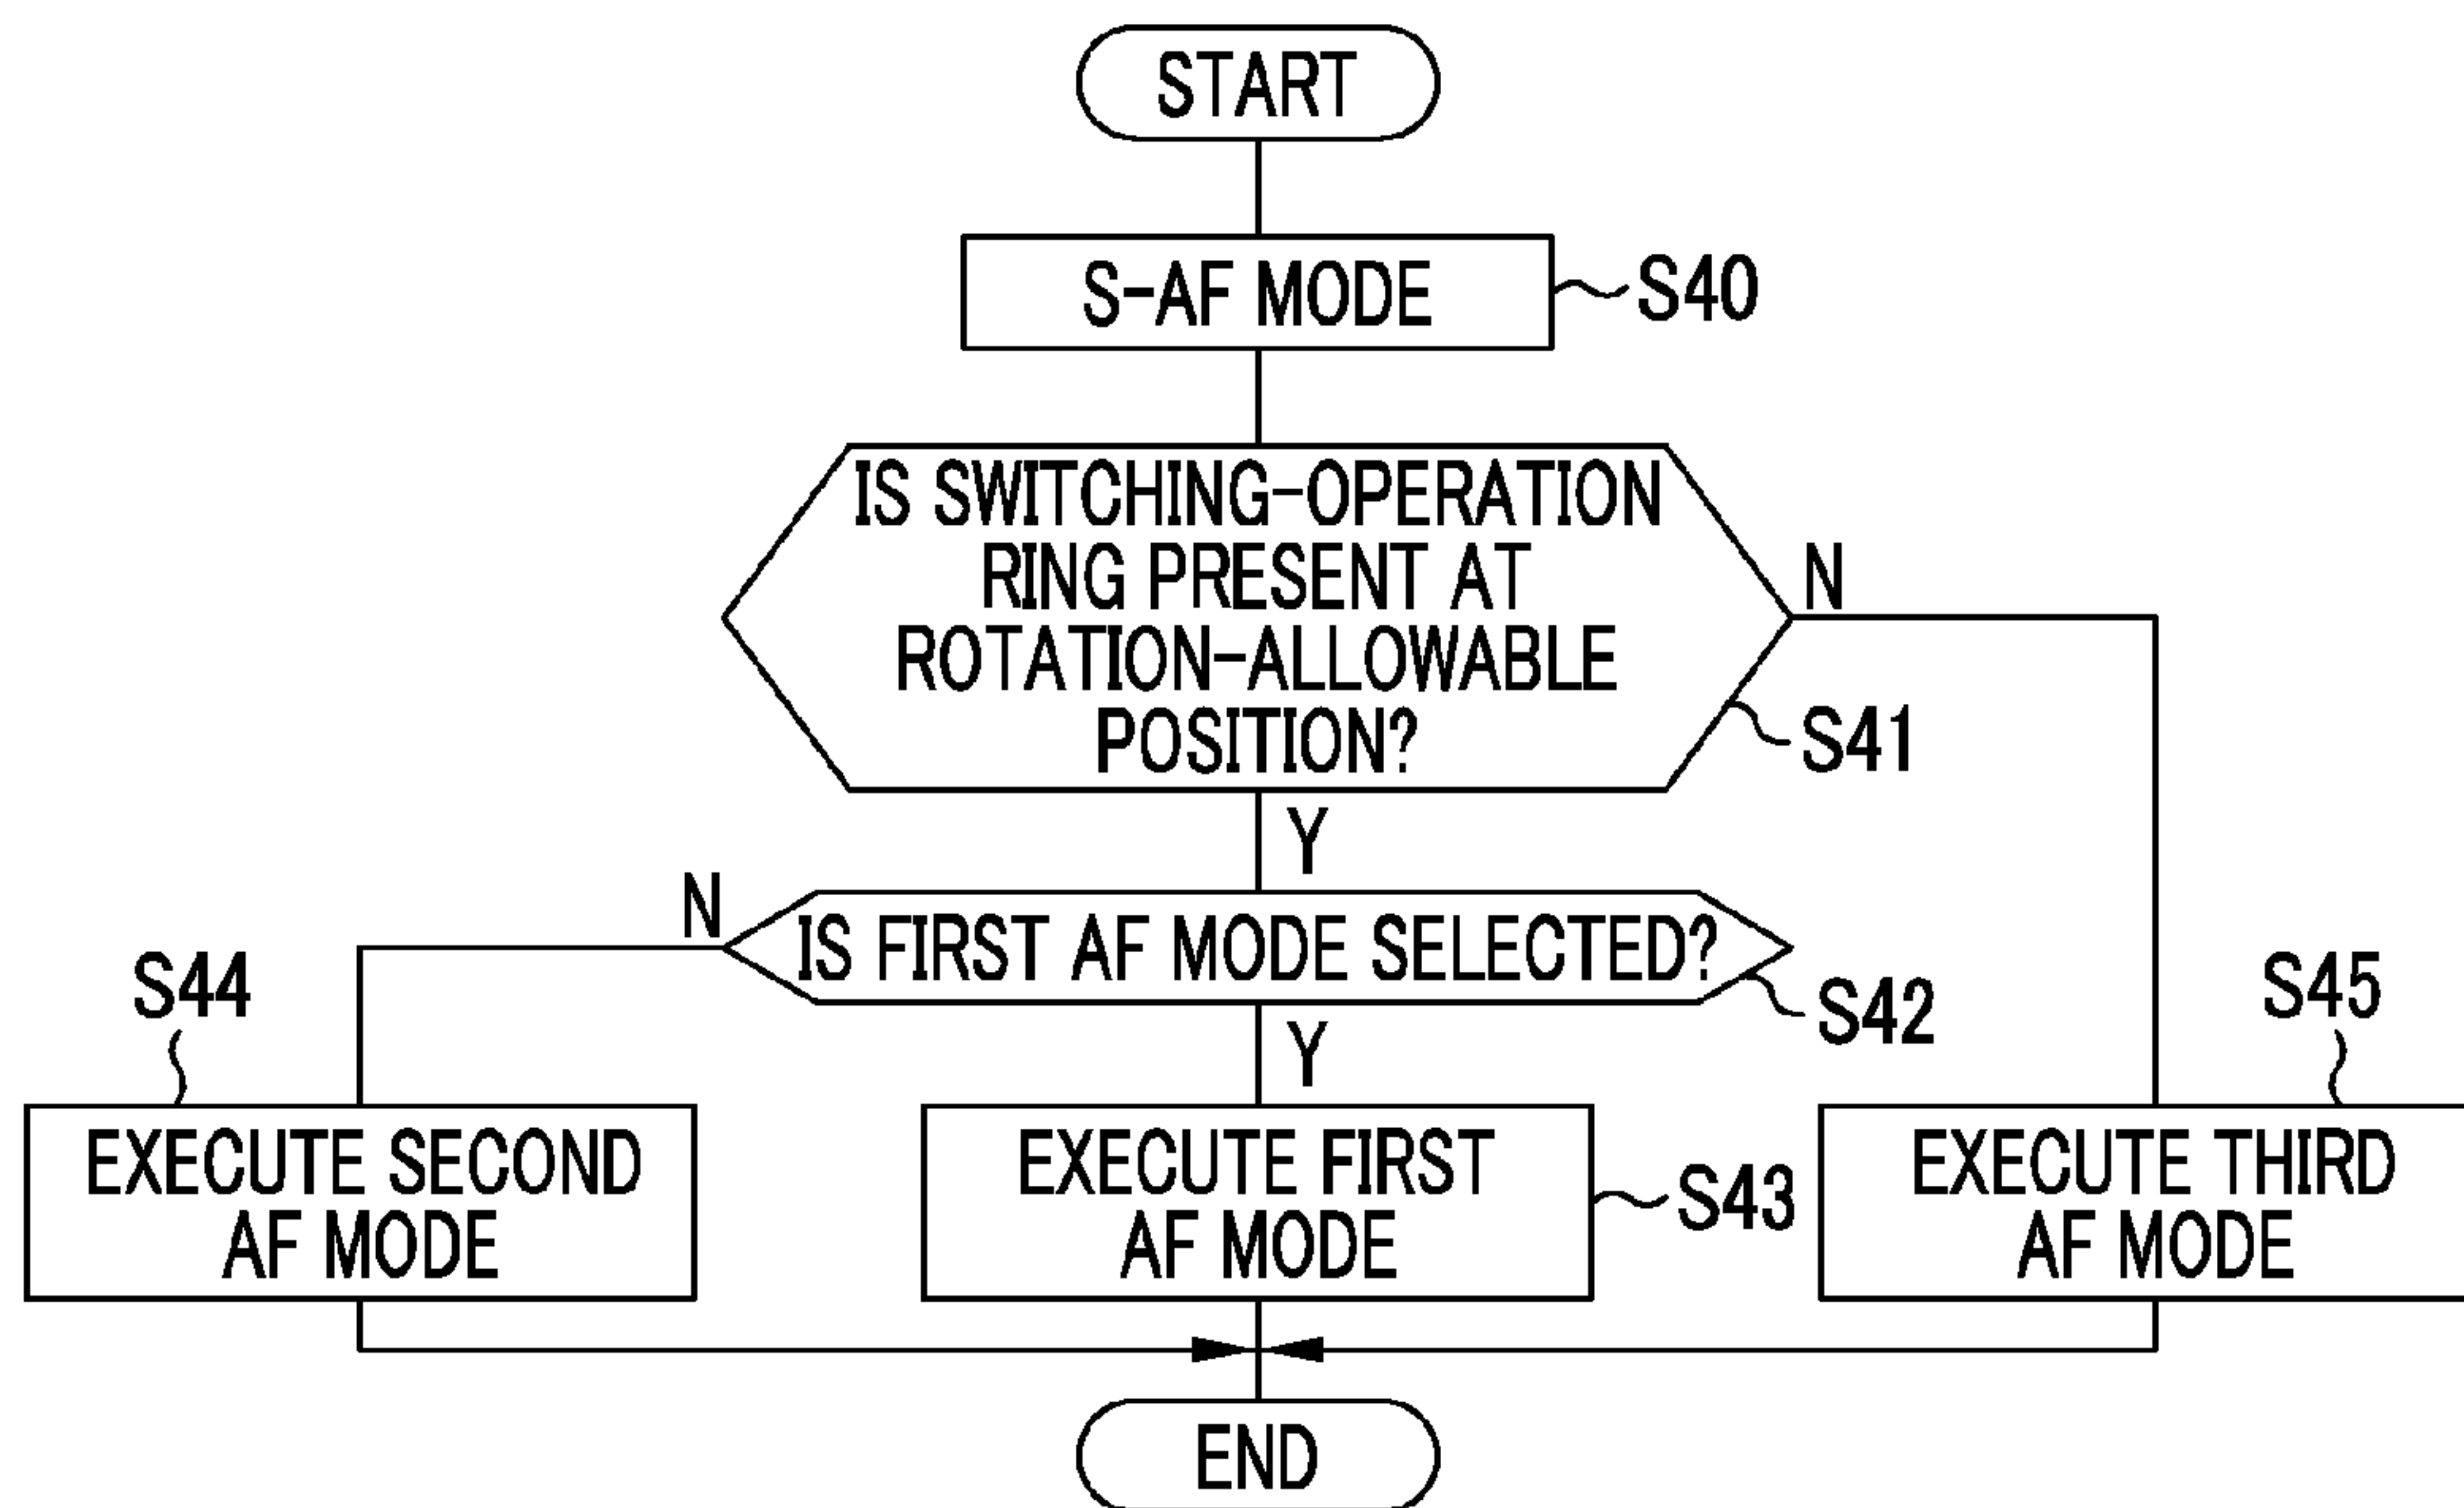 START
S-AF MODE
S40
IS SWITCHING-OPERATION
RING PRESENT AT
ROTATION-ALLOWABLE
POSITION?
N
S41
Y
N
IS FIRST AF MODE SELECTED?
S42
Y
S44
EXECUTE SECOND
AF MODE
EXECUTE FIRST
AF MODE
S43
S45
EXECUTE THIRD
AF MODE
END